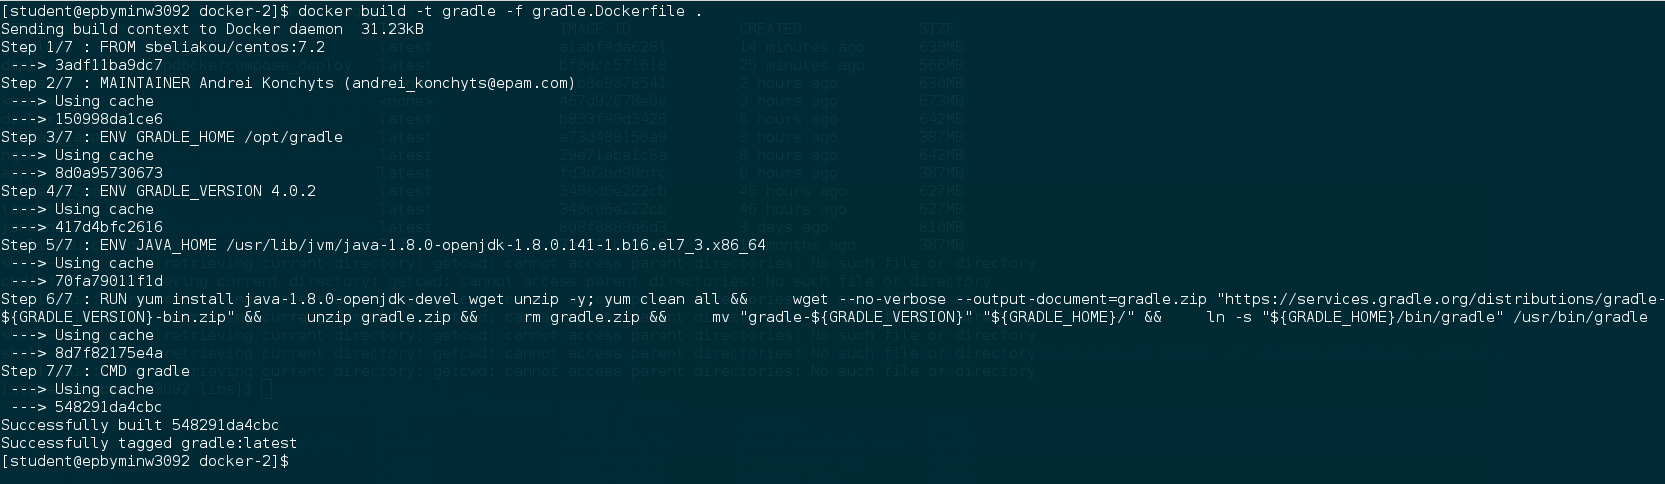 [student@epbyminw3092 docker-2]$ docker build -t gradle -f gradle.Dockerfile .
Sending build context to Docker daemon  31.23kB
Step 1/7 : FROM sbeliakou/centos:7.2
 ---> 3adf11ba9dc7
Step 2/7 : MAINTAINER Andrei Konchyts (andrei_konchyts@epam.com)
 ---> Using cache
 ---> 150998da1ce6
Step 3/7 : ENV GRADLE_HOME /opt/gradle
 ---> Using cache
 ---> 8d0a95730673
Step 4/7 : ENV GRADLE_VERSION 4.0.2
 ---> Using cache
 ---> 417d4bfc2616
Step 5/7 : ENV JAVA_HOME /usr/lib/jvm/java-1.8.0-openjdk-1.8.0.141-1.b16.el7_3.x86_64
 ---> Using cache
 ---> 70fa79011f1d
Step 6/7 : RUN yum install java-1.8.0-openjdk-devel wget unzip -y; yum clean all &&     wget --no-verbose --output-document=gradle.zip "https://services.gradle.org/distributions/gradle-
${GRADLE_VERSION}-bin.zip" &&     unzip gradle.zip &&     rm gradle.zip &&     mv "gradle-${GRADLE_VERSION}" "${GRADLE_HOME}/" &&     ln -s "${GRADLE_HOME}/bin/gradle" /usr/bin/gradle
 ---> Using cache
 ---> 8d7f82175e4a
Step 7/7 : CMD gradle
 ---> Using cache
 ---> 548291da4cbc
Successfully built 548291da4cbc
Successfully tagged gradle:latest
[student@epbyminw3092 docker-2]$